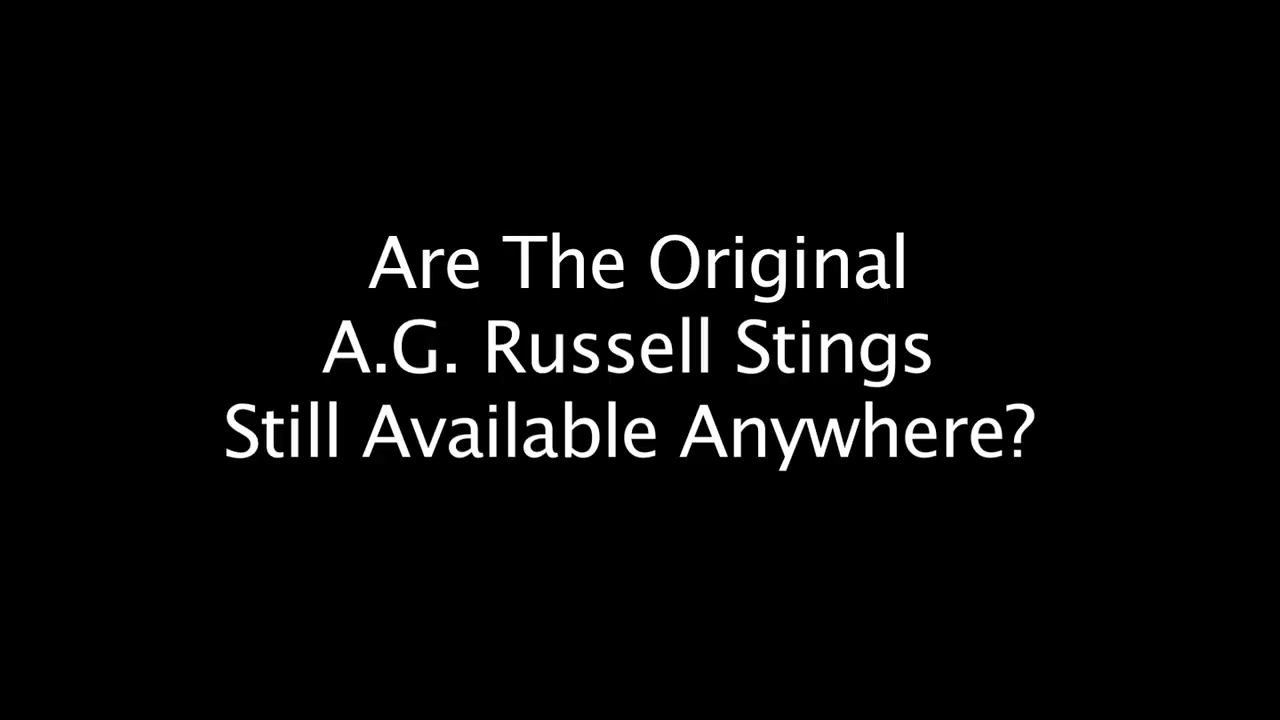 Are The Original
A.G. Russell Stings
Still Available Anywhere?